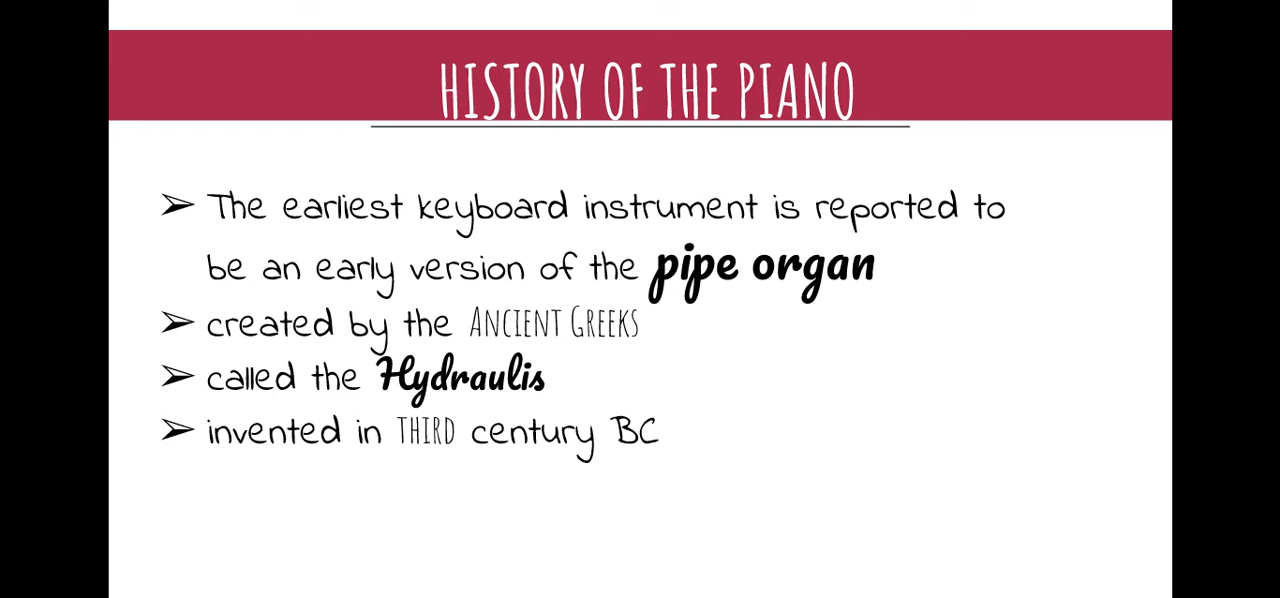 HISTORY OF THE PIANO
➢ The earliest keyboard instrument is reported to
be an early version of the pipe organ
➢ created by the ANCIENT GREEKS
➢ called the Hydraulis
➢ invented in THIRD century BC